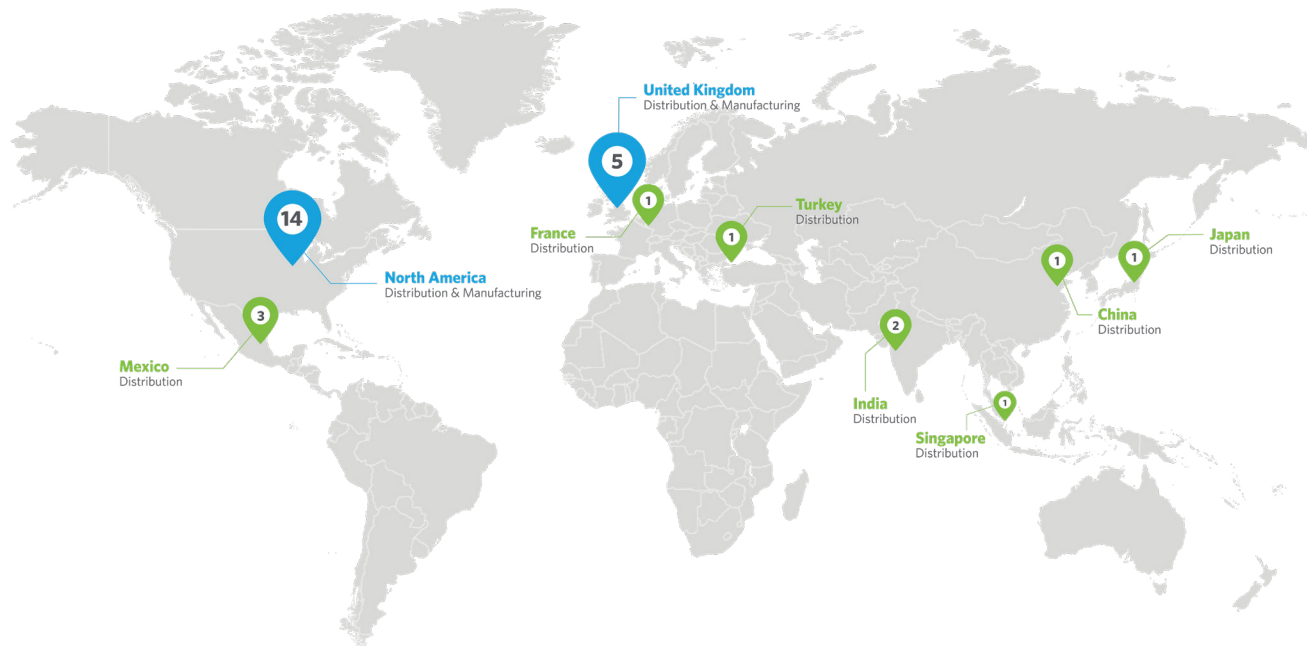 United Kingdom
Distribution & Manufacturing
5
1
France
Distribution
Turkey
Distribution
1
14
North America
Distribution & Manufacturing
3
Mexico
Distribution
Japan
Distribution
1
1
China
Distribution
2
India
Distribution
1
Singapore
Distribution